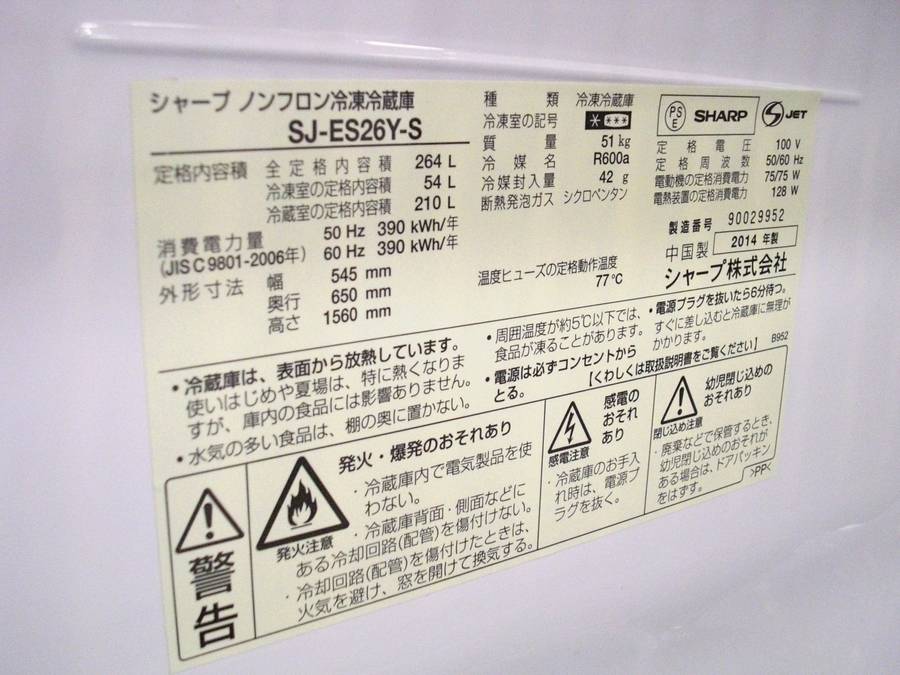 シャープ ノンフロン冷凍冷蔵庫
SJ-ES26Y-S
定格内容積 全定格内容積 264 L
冷凍室の定格内容積 54 L
冷蔵室の定格内容積 210 L
消費電力量 50 Hz 390 kWh/年
(JIS C 9801-2006年) 60 Hz 390 kWh/年
外形寸法 幅 545 mm
奥行 650 mm
高さ 1560 mm
種類 冷凍冷蔵庫
冷凍室の記号 * ***
質量 51 kg
冷媒名 R600a
冷媒封入量 42 g
断熱発泡ガス シクロペンタン
温度ヒューズの定格動作温度
77℃
PSE SHARP S JET
定格電圧 100 V
定格周波数 50/60 Hz
電動機の定格消費電力 75/75 W
電熱装置の定格消費電力 128 W
製造番号 90029952
中国製 2014 年製
シャープ株式会社
・冷蔵庫は、表面から放熱しています。
使いはじめや夏場は、特に熱くなりま
すが、庫内の食品には影響ありません。
・水気の多い食品は、棚の奥に置かない。
・周囲温度が約5℃以下では、
食品が凍ることがあります。
・電源は必ずコンセントから
とる。
・電源プラグを抜いたら6分待つ。
すぐに差し込むと冷蔵庫に無理が
かかります。
B952
【くわしくは取扱説明書をご覧ください】
警告
発火注意
発火・爆発のおそれあり
・冷蔵庫内で電気製品を使
わない。
・冷蔵庫背面・側面などに
ある冷却回路(配管)を傷付けない。
・冷却回路(配管)を傷付けたときは、
火気を避け、窓を開けて換気する。
感電注意
感電の
おそれ
あり
・冷蔵庫のお手入
れ時は、電源プ
ラグを抜く。
閉じ込め注意
幼児閉じ込めの
おそれあり
・廃棄などで保管するとき、
幼児閉じ込めのおそれが
ある場合は、ドアパッキン
をはずす。
>PP<